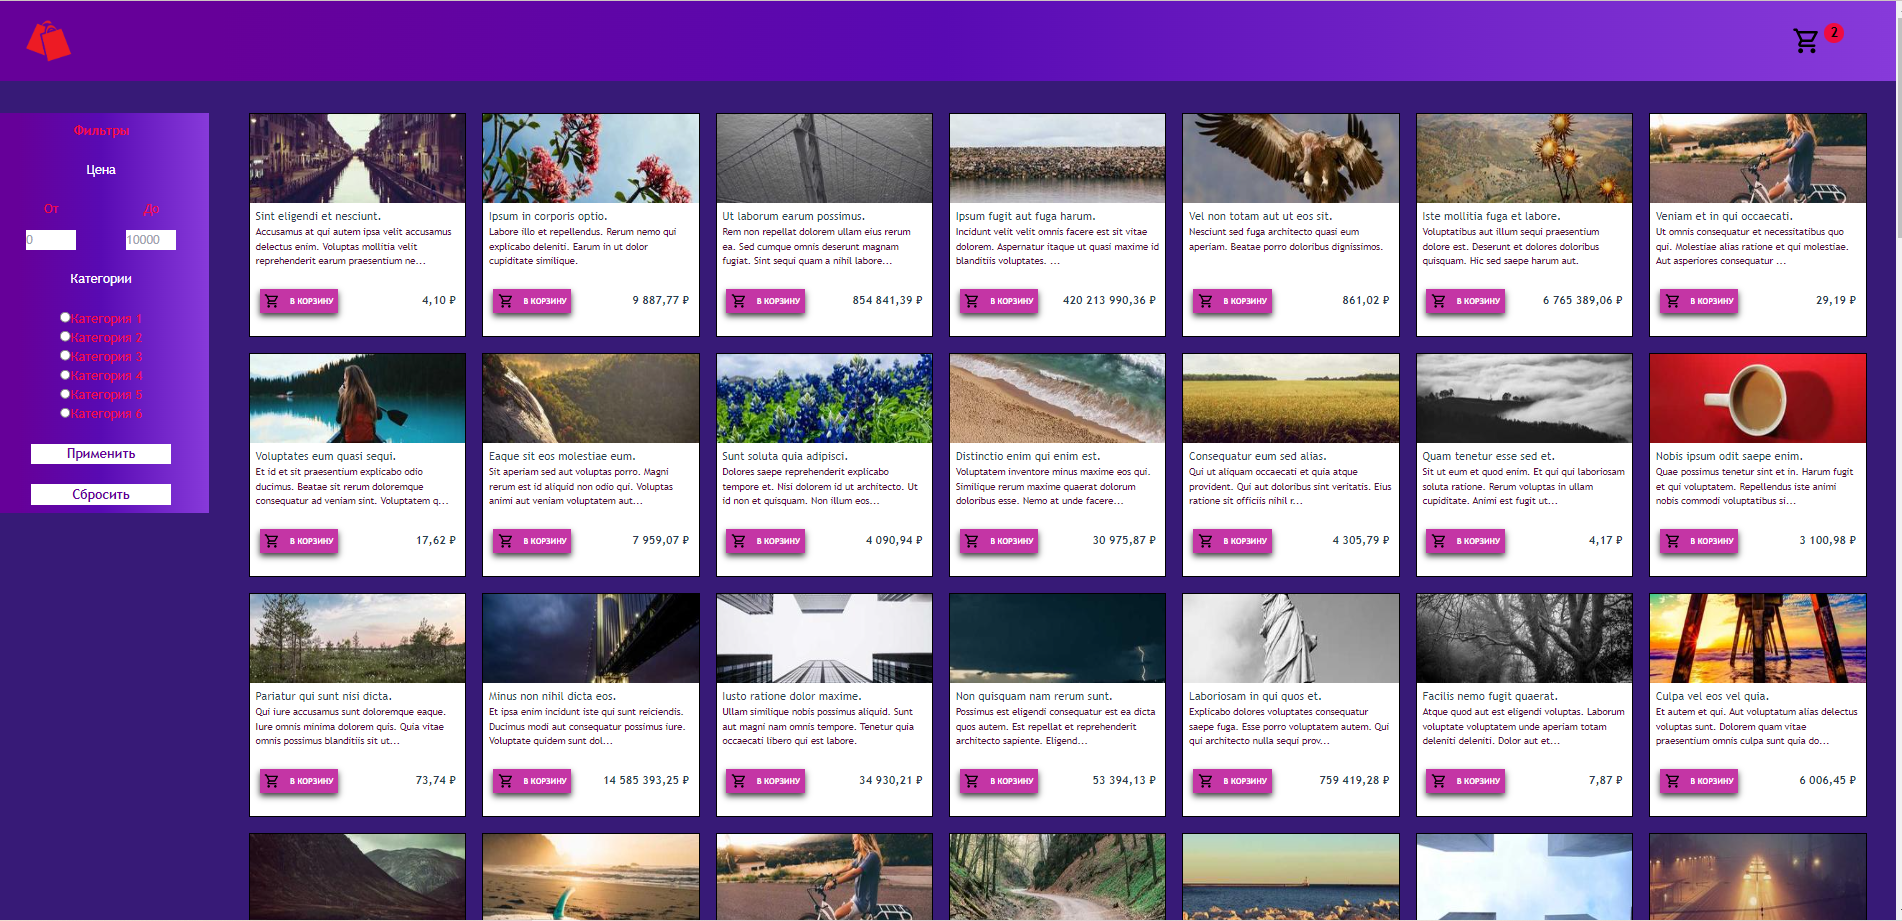 2
Фильтры
Цена
От До
0 10000
Категории
Категория 1
Категория 2
Категория 3
Категория 4
Категория 5
Категория 6
Применить
Сбросить
Sint eligendi et nesciunt.
Accusamus at qui autem ipsa velit accusamus
delectus enim. Voluptas mollitia velit
reprehenderit earum praesentium ne...
В КОРЗИНУ 4,10 ₽
Ipsum in corporis optio.
Labore illo et repellendus. Rerum nemo qui
explicabo deleniti. Earum in ut dolor
cupiditate similique.
В КОРЗИНУ 9 887,77 ₽
Ut laborum earum possimus.
Rem non repellat dolorem ullam eius rerum
ea. Sed cumque omnis deserunt magnam
fugiat. Sint sequi quam a nihil labore...
В КОРЗИНУ 854 841,39 ₽
Ipsum fugit aut fuga harum.
Incidunt velit velit omnis facere est sit vitae
dolorem. Aspernatur itaque ut quasi maxime id
blanditiis voluptates. ...
В КОРЗИНУ 420 213 990,36 ₽
Vel non totam aut ut eos sit.
Nesciunt sed fuga architecto quasi eum
aperiam. Beatae porro doloribus dignissimos.
В КОРЗИНУ 861,02 ₽
Iste mollitia fuga et labore.
Voluptatibus aut illum sequi praesentium
dolore est. Deserunt et dolores doloribus
quisquam. Hic sed saepe harum aut.
В КОРЗИНУ 6 765 389,06 ₽
Veniam et in qui occaecati.
Ut omnis consequatur et necessitatibus quo
qui. Molestiae alias ratione et qui molestiae.
Aut asperiores consequatur ...
В КОРЗИНУ 29,19 ₽
Voluptates eum quasi sequi.
Et id et sit praesentium explicabo odio
ducimus. Beatae sit rerum doloremque
consequatur ad veniam sint. Voluptatem q...
В КОРЗИНУ 17,62 ₽
Eaque sit eos molestiae eum.
Sit aperiam sed aut voluptas porro. Magni
rerum est id aliquid non odio qui. Voluptas
animi aut veniam voluptatem aut...
В КОРЗИНУ 7 959,07 ₽
Sunt soluta quia adipisci.
Dolores saepe reprehenderit explicabo
tempore et. Nisi dolorem id ut architecto. Ut
id non et quisquam. Non illum eos...
В КОРЗИНУ 4 090,94 ₽
Distinctio enim qui enim est.
Voluptatem inventore minus maxime eos qui.
Similique rerum maxime quaerat dolorum
doloribus esse. Nemo at unde facere...
В КОРЗИНУ 30 975,87 ₽
Consequatur eum sed alias.
Qui ut aliquam occaecati et quia atque
provident. Qui aut doloribus sint veritatis. Eius
ratione sit officiis nihil r...
В КОРЗИНУ 4 305,79 ₽
Quam tenetur esse sed et.
Sit ut eum et quod enim. Et qui qui laboriosam
soluta ratione. Rerum voluptas in ullam
cupiditate. Animi est fugit ut...
В КОРЗИНУ 4,17 ₽
Nobis ipsum odit saepe enim.
Quae possimus tenetur sint et in. Harum fugit
et qui voluptatem. Repellendus iste animi
nobis commodi voluptatibus si...
В КОРЗИНУ 3 100,98 ₽
Pariatur qui sunt nisi dicta.
Qui iure accusamus sunt doloremque eaque.
Iure omnis minima dolorem quis. Quia vitae
omnis possimus blanditiis sit ut...
В КОРЗИНУ 73,74 ₽
Minus non nihil dicta eos.
Et ipsa enim incidunt iste qui sunt reiciendis.
Ducimus modi aut consequatur possimus iure.
Voluptate quidem sunt dol...
В КОРЗИНУ 14 585 393,25 ₽
Iusto ratione dolor maxime.
Ullam similique nobis possimus aliquid. Sunt
aut magni nam omnis tempore. Tenetur quia
occaecati libero qui est labore.
В КОРЗИНУ 34 930,21 ₽
Non quisquam nam rerum sunt.
Possimus est eligendi consequatur est ea dicta
quos autem. Est repellat et reprehenderit
architecto sapiente. Eligend...
В КОРЗИНУ 53 394,13 ₽
Laboriosam in qui quos et.
Explicabo dolores voluptates consequatur
saepe fuga. Esse porro voluptatem autem. Qui
qui architecto nulla sequi prov...
В КОРЗИНУ 759 419,28 ₽
Facilis nemo fugit quaerat.
Atque quod aut est eligendi voluptas. Laborum
voluptate voluptatem unde aperiam totam
deleniti deleniti. Dolor aut et...
В КОРЗИНУ 7,87 ₽
Culpa vel eos vel quia.
Et autem et qui. Aut voluptatum alias delectus
voluptas sunt. Dolorem quam vitae
praesentium omnis culpa sunt quia do...
В КОРЗИНУ 6 006,45 ₽